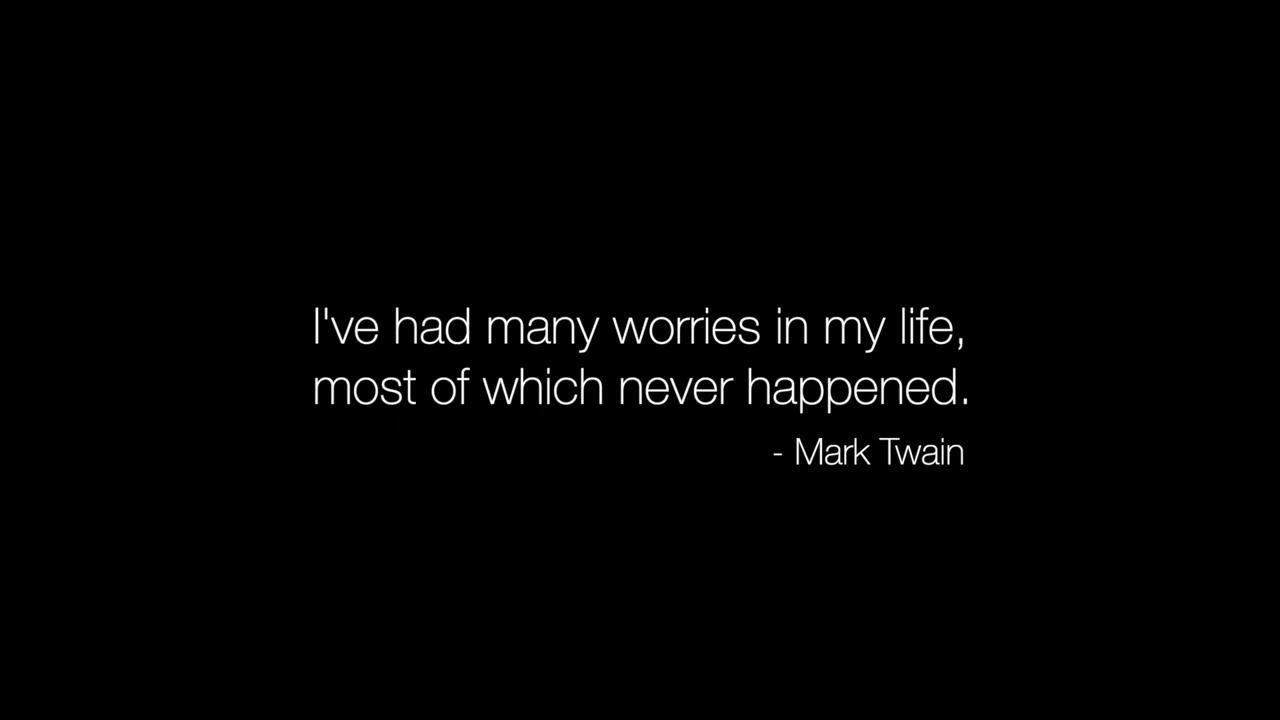 I've had many worries in my life,
most of which never happened.
- Mark Twain